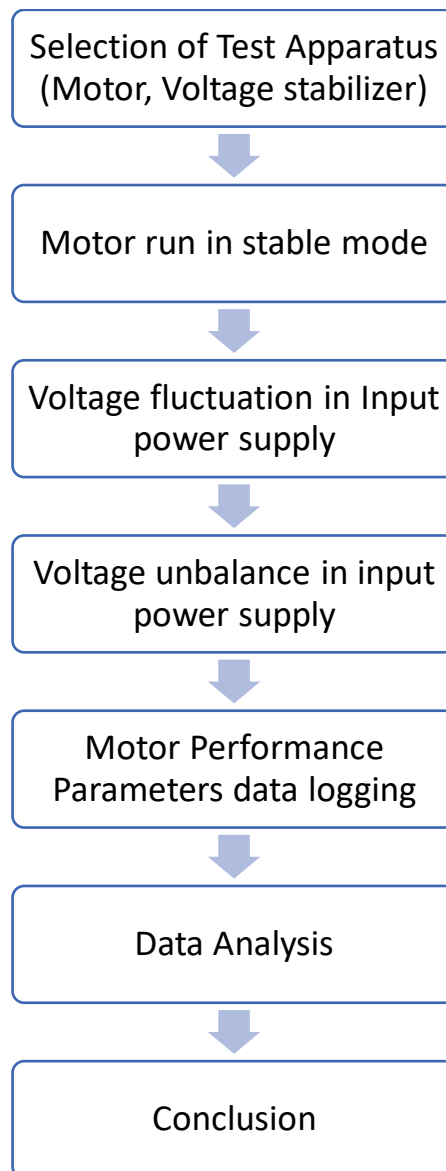 Selection of Test Apparatus
(Motor, Voltage stabilizer)
Motor run in stable mode
Voltage fluctuation in Input
power supply
Voltage unbalance in input
power supply
Motor Performance
Parameters data logging
Data Analysis
Conclusion